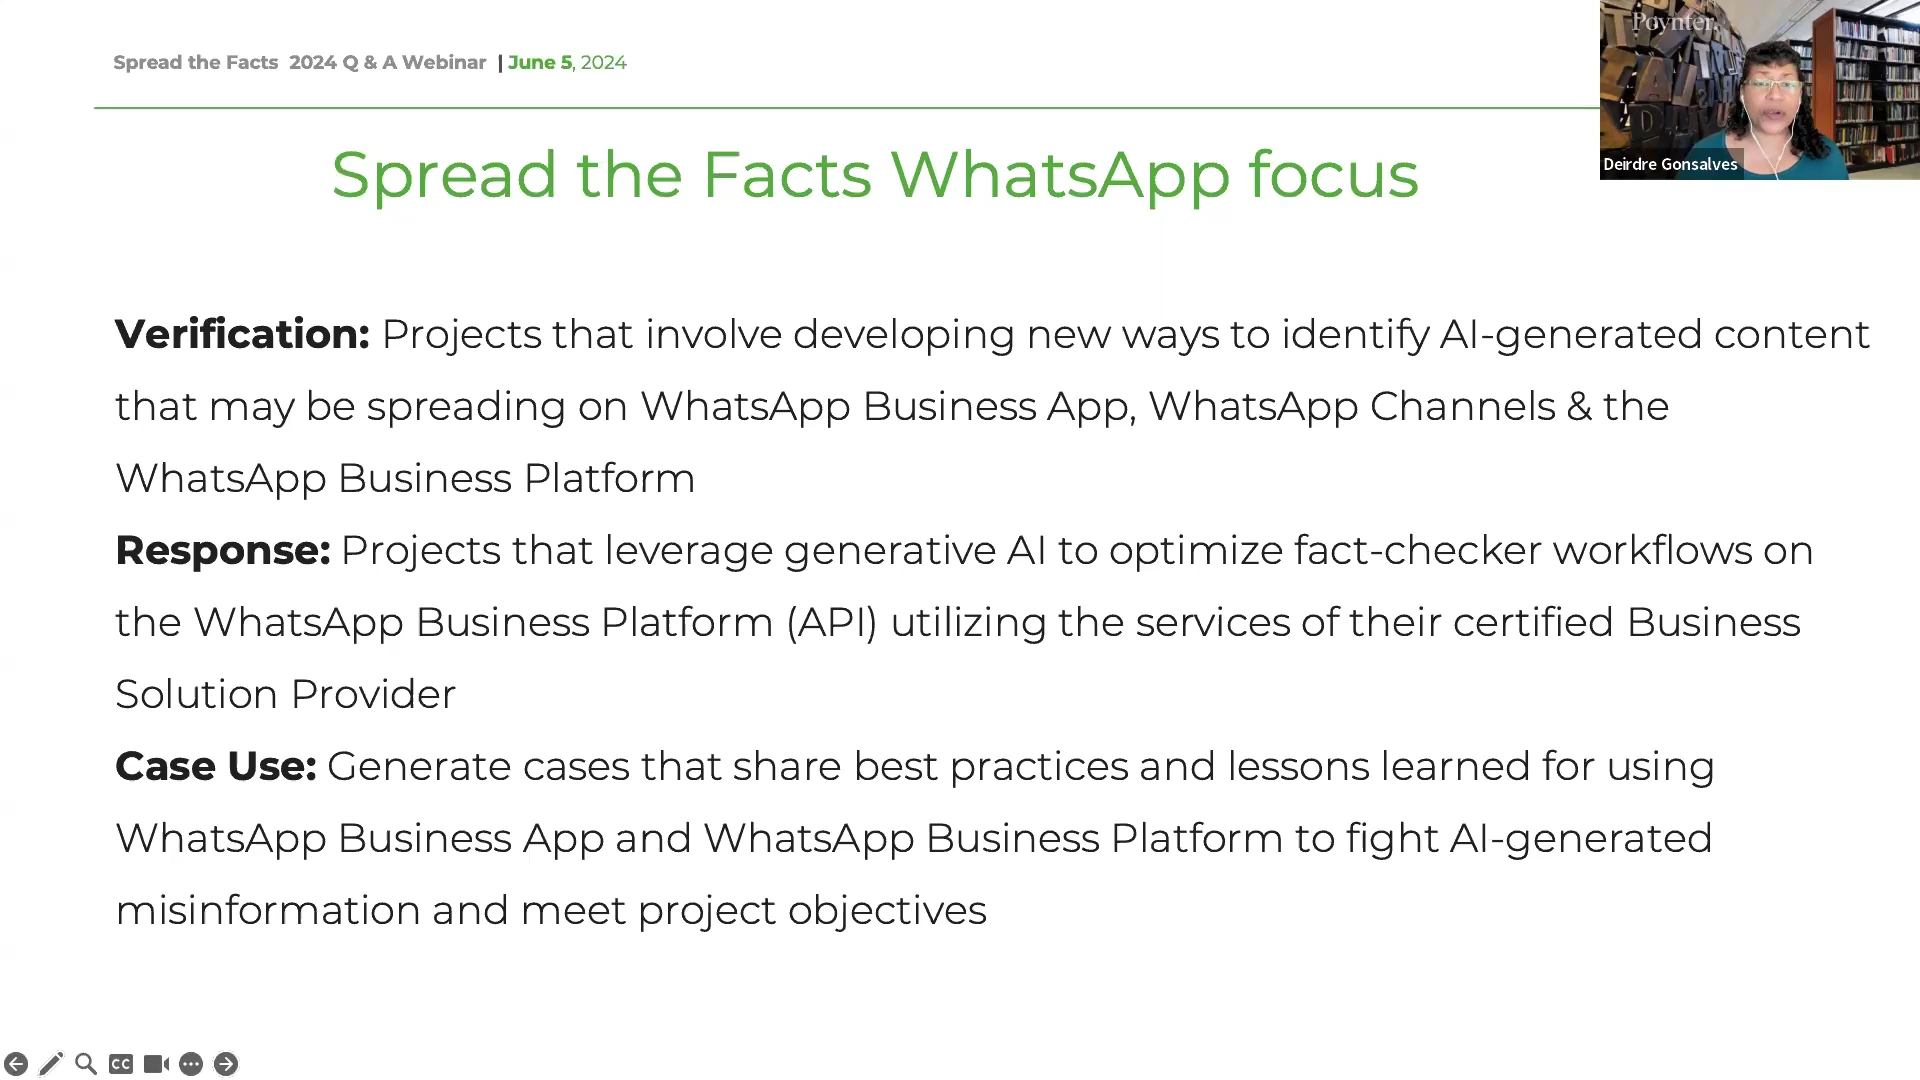 Spread the Facts  2024 Q & A Webinar | June 5, 2024
Poynter.
Deirdre Gonsalves
Spread the Facts WhatsApp focus
Verification: Projects that involve developing new ways to identify AI-generated content
that may be spreading on WhatsApp Business App, WhatsApp Channels & the
WhatsApp Business Platform
Response: Projects that leverage generative AI to optimize fact-checker workflows on
the WhatsApp Business Platform (API) utilizing the services of their certified Business
Solution Provider
Case Use: Generate cases that share best practices and lessons learned for using
WhatsApp Business App and WhatsApp Business Platform to fight AI-generated
misinformation and meet project objectives
CC